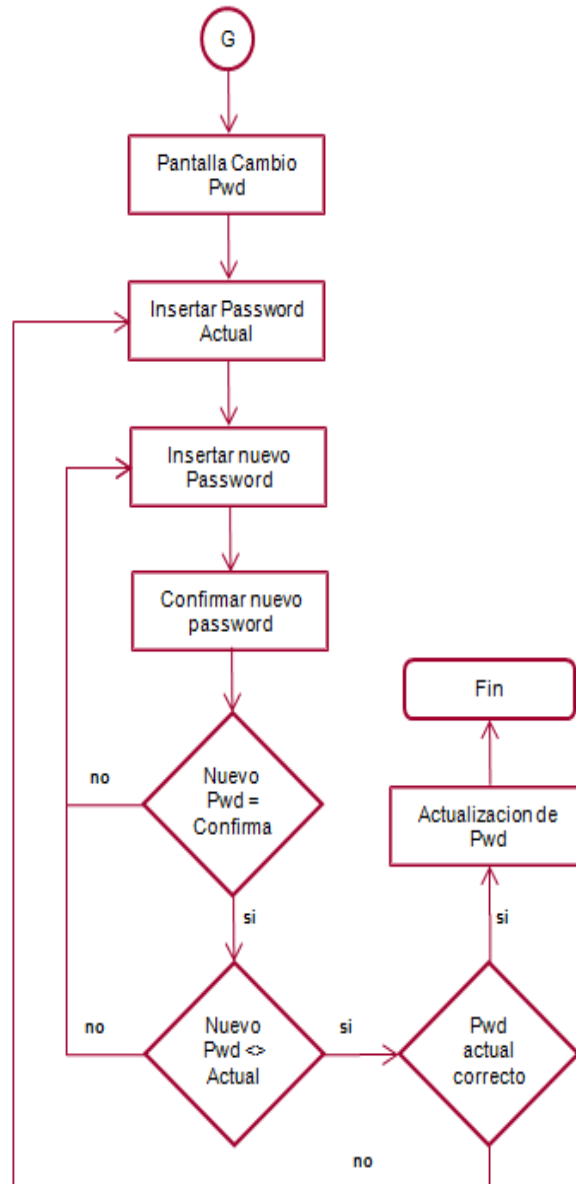 G
Pantalla Cambio
Pwd
Insertar Password
Actual
Insertar nuevo
Password
Confirmar nuevo
password
Fin
Nuevo
Pwd =
Confirma
no
Actualizacion de
Pwd
si
si
Nuevo
Pwd <>
Actual
no
si
Pwd
actual
correcto
no